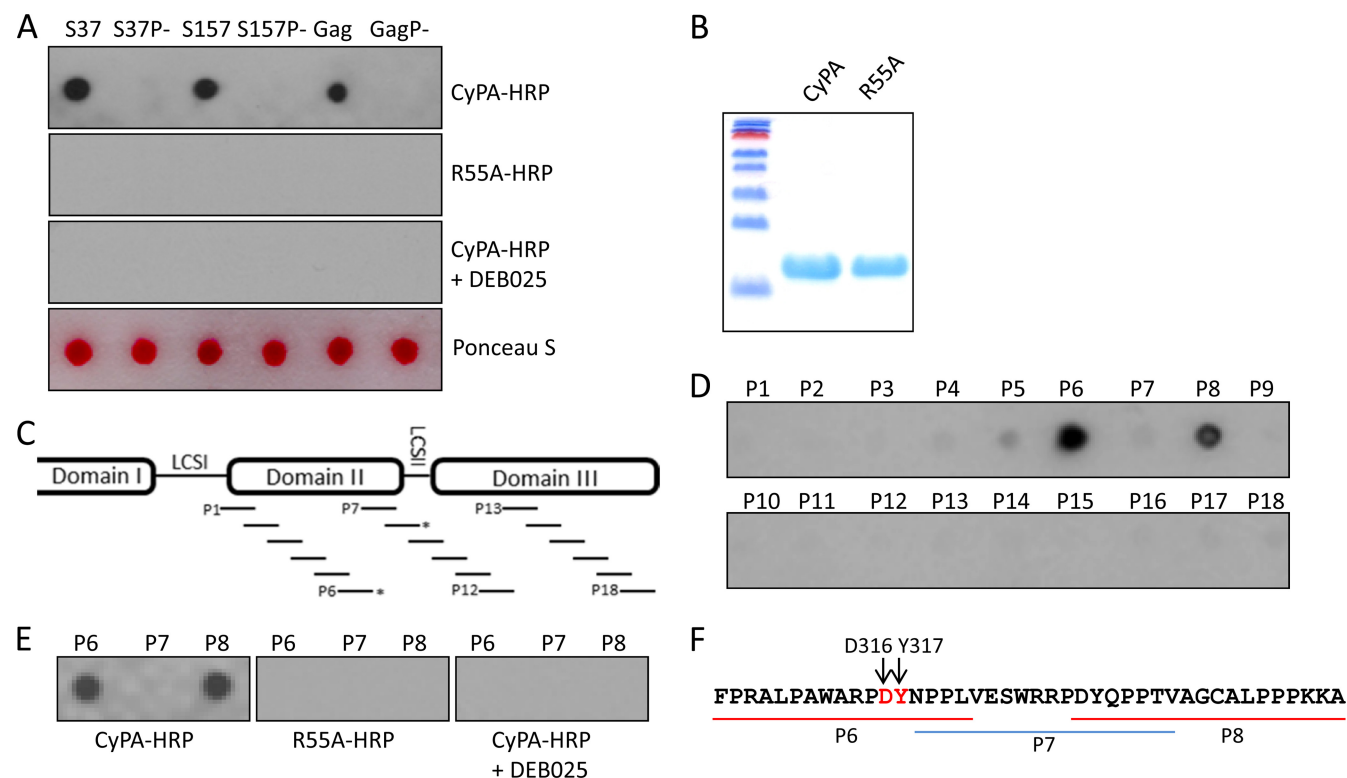 A
S37 S37P- S157 S157P- Gag GagP-
CyPA-HRP
R55A-HRP
CyPA-HRP
+ DEB025
Ponceau S
B
CyPA R55A
C
Domain I LCSI Domain II LCSII Domain III
P1 P7 P13
*
P6 * P12 P18
D
P1 P2 P3 P4 P5 P6 P7 P8 P9
P10 P11 P12 P13 P14 P15 P16 P17 P18
E
P6 P7 P8 P6 P7 P8 P6 P7 P8
CyPA-HRP R55A-HRP CyPA-HRP
+ DEB025
F
D316 Y317
FPRALPAWARPDYNPPLVESWRRPDYQPPTVAGCALPPPKKA
P6 P7 P8